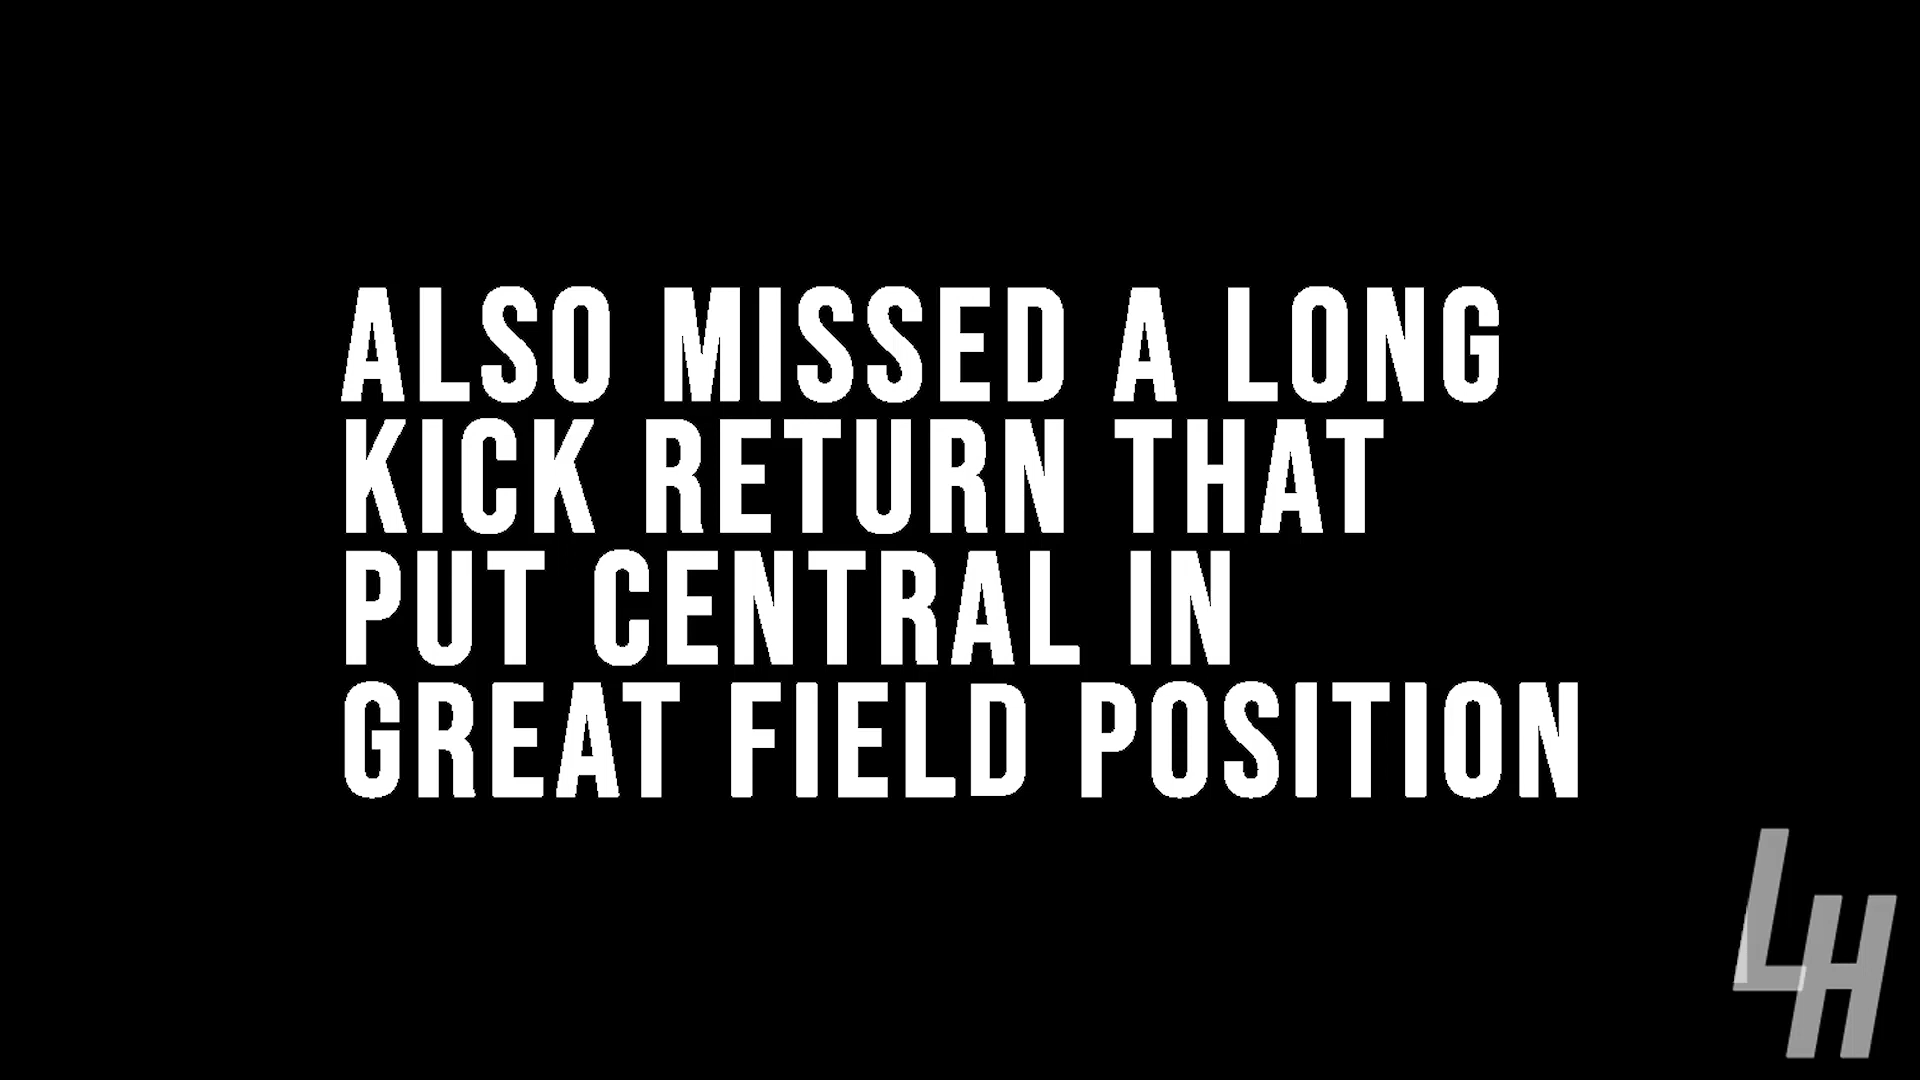 ALSO MISSED A LONG
KICK RETURN THAT
PUT CENTRAL IN
GREAT FIELD POSITION
LH